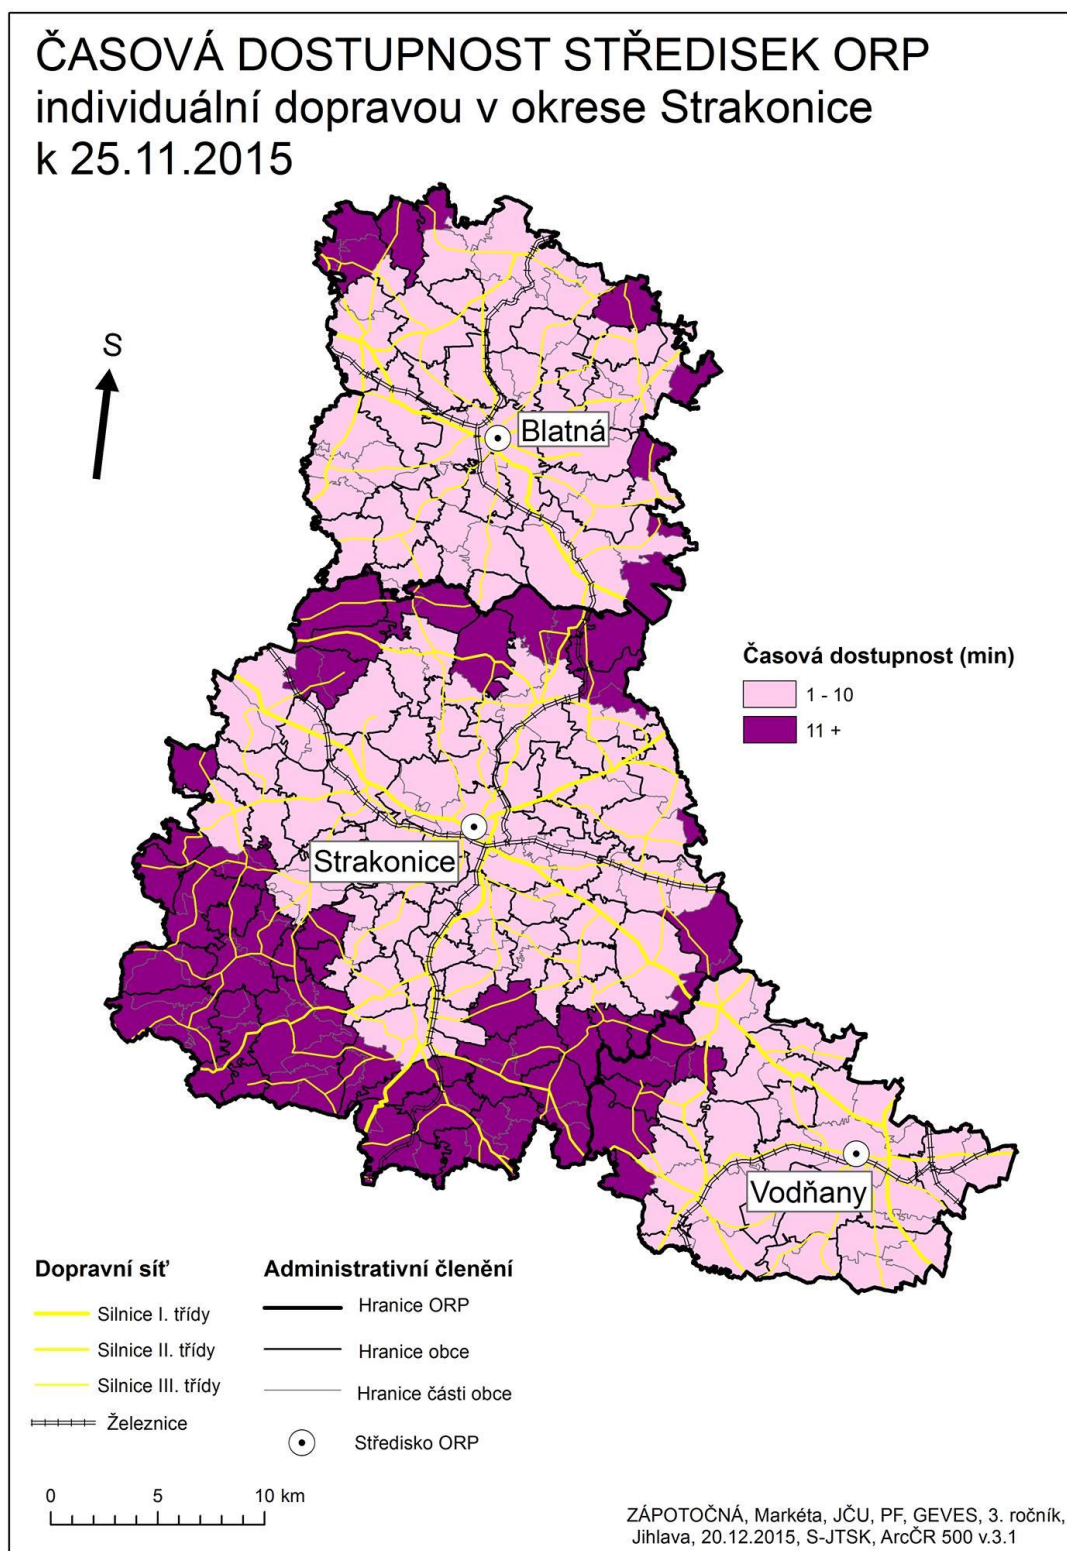 ČASOVÁ DOSTUPNOST STŘEDISEK ORP
individuální dopravou v okrese Strakonice
k 25.11.2015
S
Blatná
Časová dostupnost (min)
1 - 10
11 +
Strakonice
Vodňany
Dopravní síť
Silnice I. třídy
Silnice II. třídy
Silnice III. třídy
Železnice
Administrativní členění
Hranice ORP
Hranice obce
Hranice části obce
Středisko ORP
0 5 10 km
ZÁPOTOČNÁ, Markéta, JČU, PF, GEVES, 3. ročník,
Jihlava, 20.12.2015, S-JTSK, ArcČR 500 v.3.1